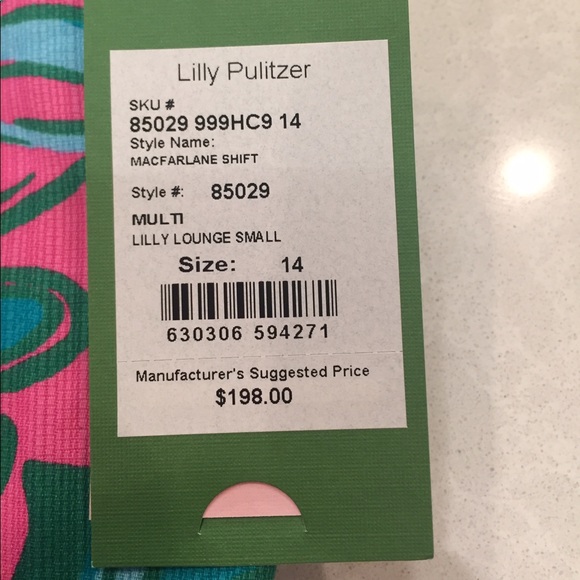 Lilly Pulitzer
SKU #
85029 999HC9 14
Style Name:
MACFARLANE SHIFT
Style #: 85029
MULTI
LILLY LOUNGE SMALL
Size: 14
630306 594271
Manufacturer's Suggested Price
$198.00